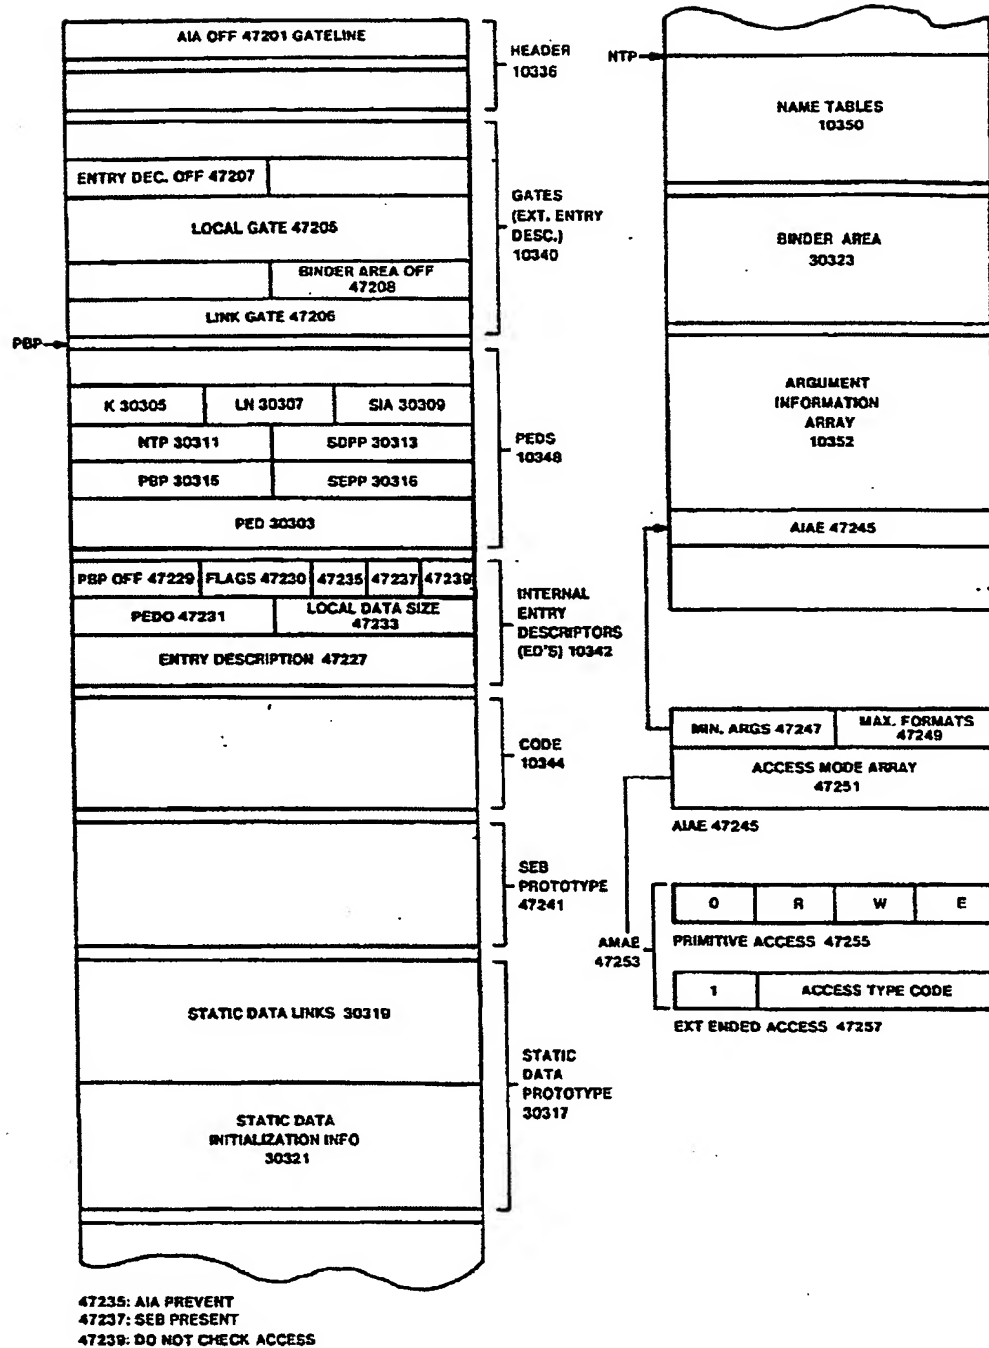 AIA OFF 47201 GATELINE
HEADER
10336
ENTRY DEC. OFF 47207
LOCAL GATE 47205
BINDER AREA OFF
47208
LINK GATE 47206
GATES
(EXT. ENTRY
DESC.)
10340
PBP
K 30305
LN 30307
SIA 30309
NTP 30311
SDPP 30313
PBP 30315
SEPP 30316
PED 30303
PEDS
10348
PBP OFF 47229
FLAGS 47230
47235
47237
47239
PEDO 47231
LOCAL DATA SIZE
47233
ENTRY DESCRIPTION 47227
INTERNAL
ENTRY
DESCRIPTORS
(ED'S) 10342
CODE
10344
SEB
PROTOTYPE
47241
STATIC DATA LINKS 30319
STATIC DATA
INITIALIZATION INFO
30321
STATIC
DATA
PROTOTYPE
30317
47235: AIA PREVENT
47237: SEB PRESENT
47239: DO NOT CHECK ACCESS
NTP
NAME TABLES
10350
BINDER AREA
30323
ARGUMENT
INFORMATION
ARRAY
10352
AIAE 47245
MIN. ARGS 47247
MAX. FORMATS
47249
ACCESS MODE ARRAY
47251
AIAE 47245
AMAE
47253
0
R
W
E
PRIMITIVE ACCESS 47255
1
ACCESS TYPE CODE
EXT ENDED ACCESS 47257